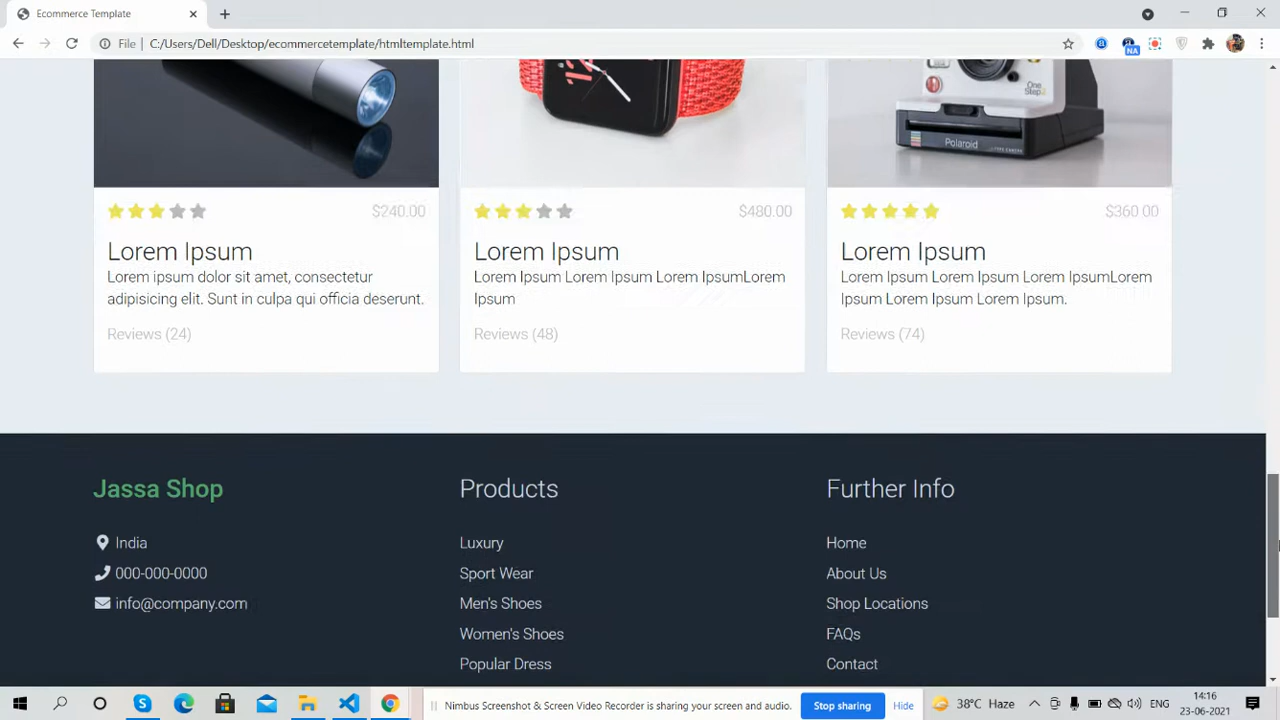 Ecommerce Template
File C:/Users/Dell/Desktop/ecommercetemplate/htmltemplate.html
NA
One
Step2
Polaroid
$240.00
$480.00
$360.00
Lorem Ipsum
Lorem ipsum dolor sit amet, consectetur
adipisicing elit. Sunt in culpa qui officia deserunt.
Reviews (24)
Lorem Ipsum
Lorem Ipsum Lorem Ipsum Lorem IpsumLorem
Ipsum
Reviews (48)
Lorem Ipsum
Lorem Ipsum Lorem Ipsum Lorem IpsumLorem
Ipsum Lorem Ipsum Lorem Ipsum.
Reviews (74)
Jassa Shop
India
000-000-0000
info@company.com
Products
Luxury
Sport Wear
Men's Shoes
Women's Shoes
Popular Dress
Further Info
Home
About Us
Shop Locations
FAQs
Contact
Nimbus Screenshot & Screen Video Recorder is sharing your screen and audio.
Stop sharing
Hide
38°C Haze
ENG
14:16
23-06-2021